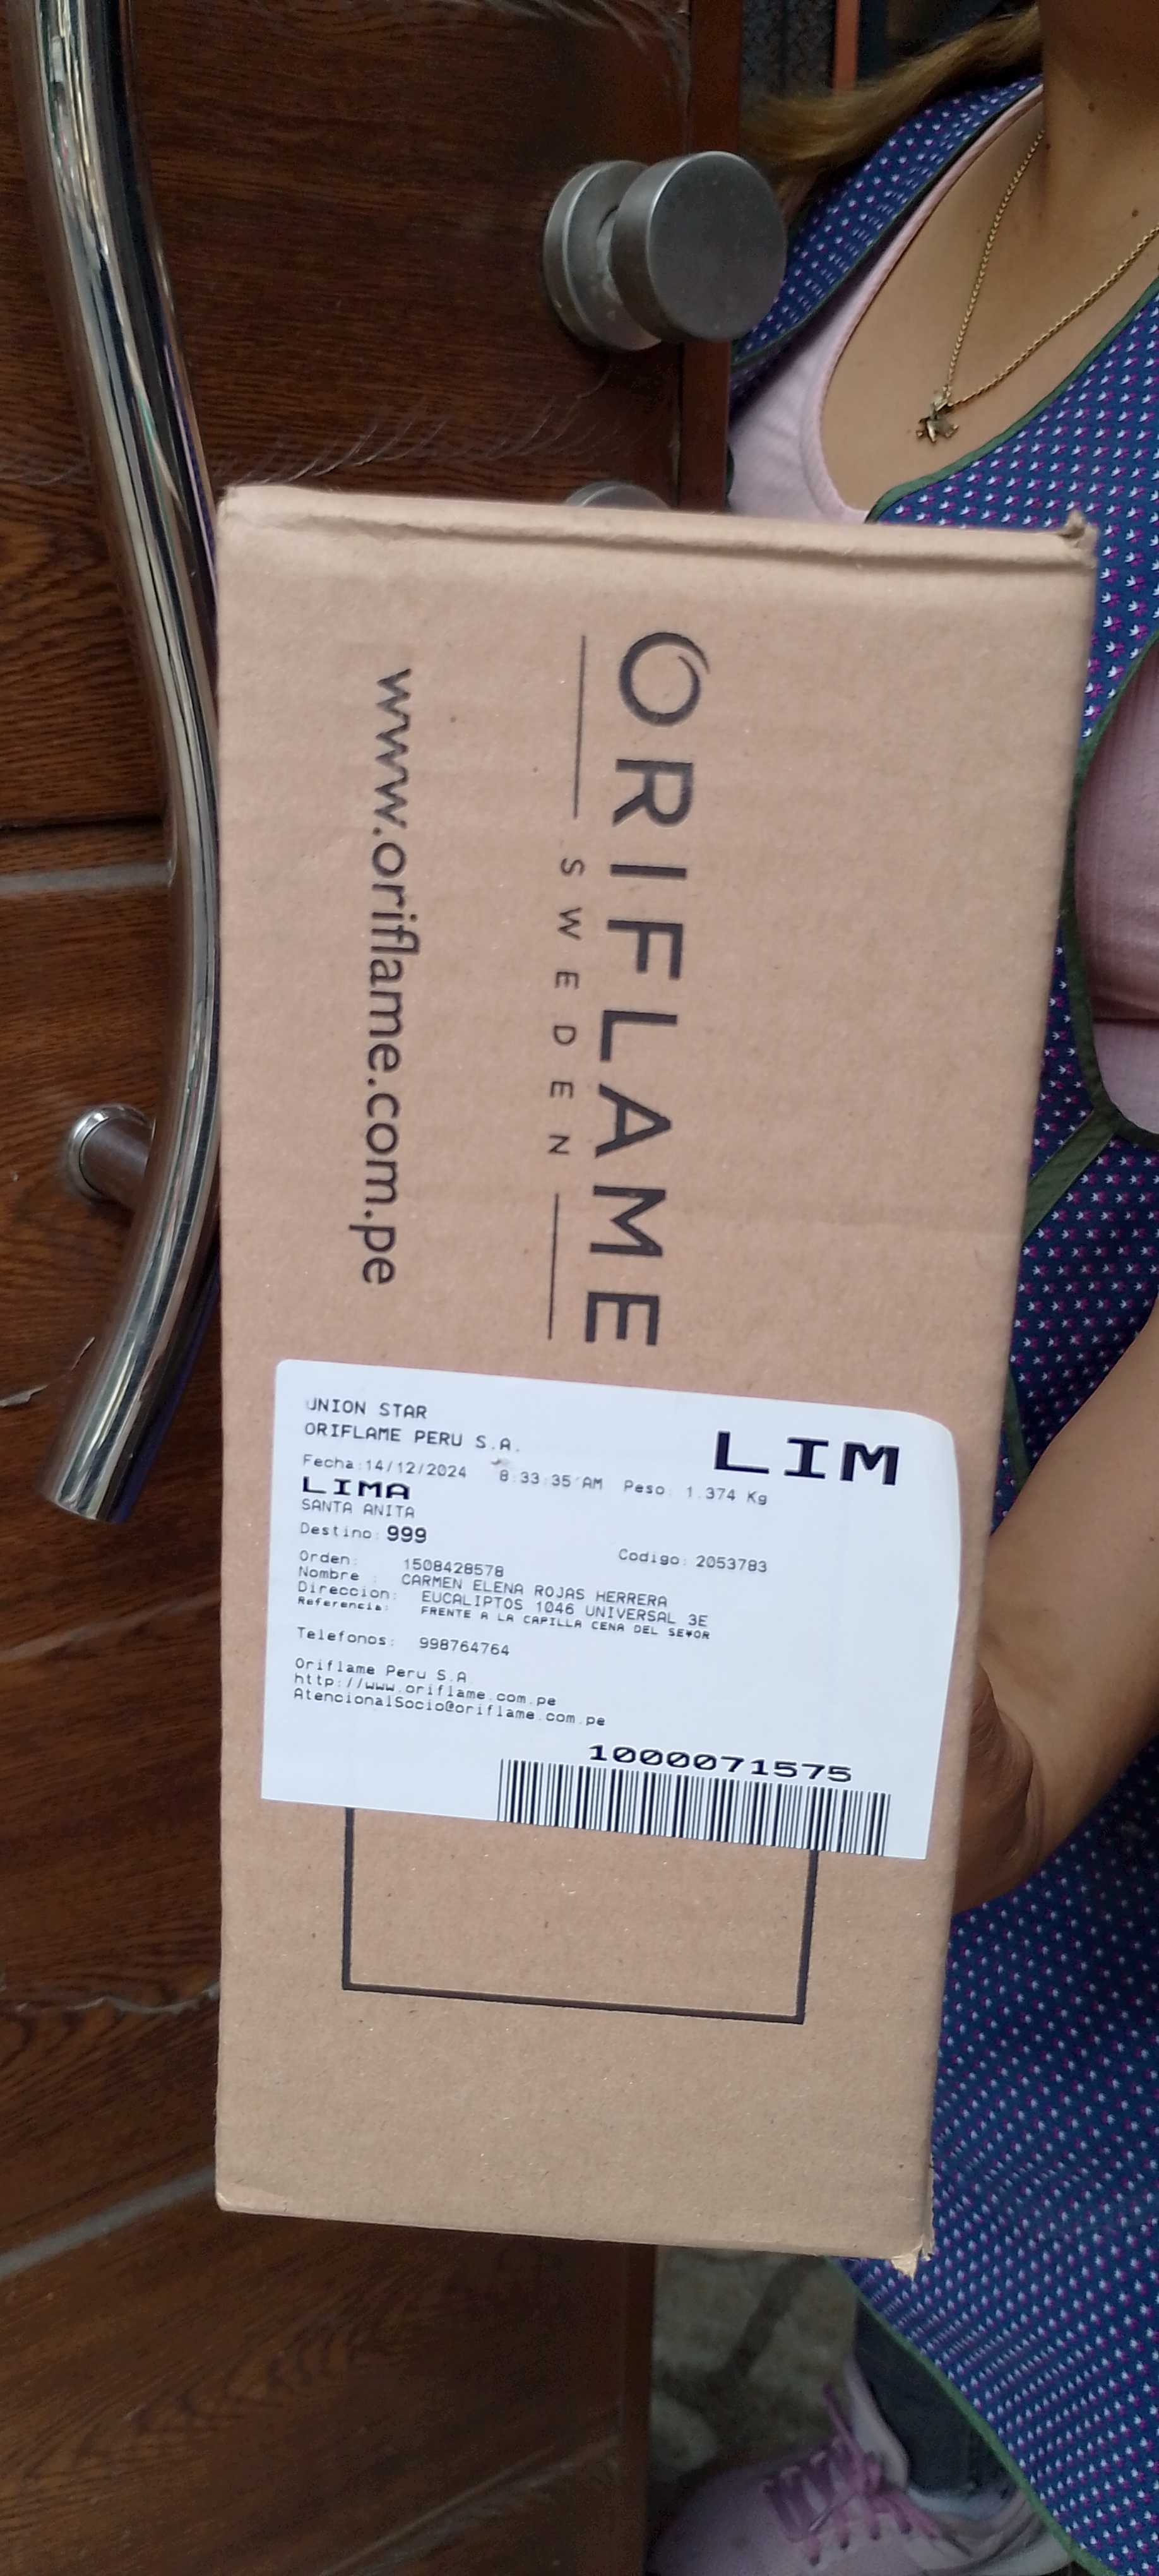 ORIFLAME
SWEDEN
www.oriflame.com.pe
UNION STAR
ORIFLAME PERU S.A.
LIM
Fecha:14/12/2024 8:33:35 AM Peso: 1.374 Kg
LIMA
SANTA ANITA
Destino: 999
Codigo: 2053783
Orden: 1508428578
Nombre : CARMEN ELENA ROJAS HERRERA
Direccion: EUCALIPTOS 1046 UNIVERSAL 3E
Referencia: FRENTE A LA CAPILLA CENA DEL SE¥OR
Telefonos: 998764764
Oriflame Peru S.A
http://www.oriflame.com.pe
AtencionalSocio@oriflame.com.pe
1000071575